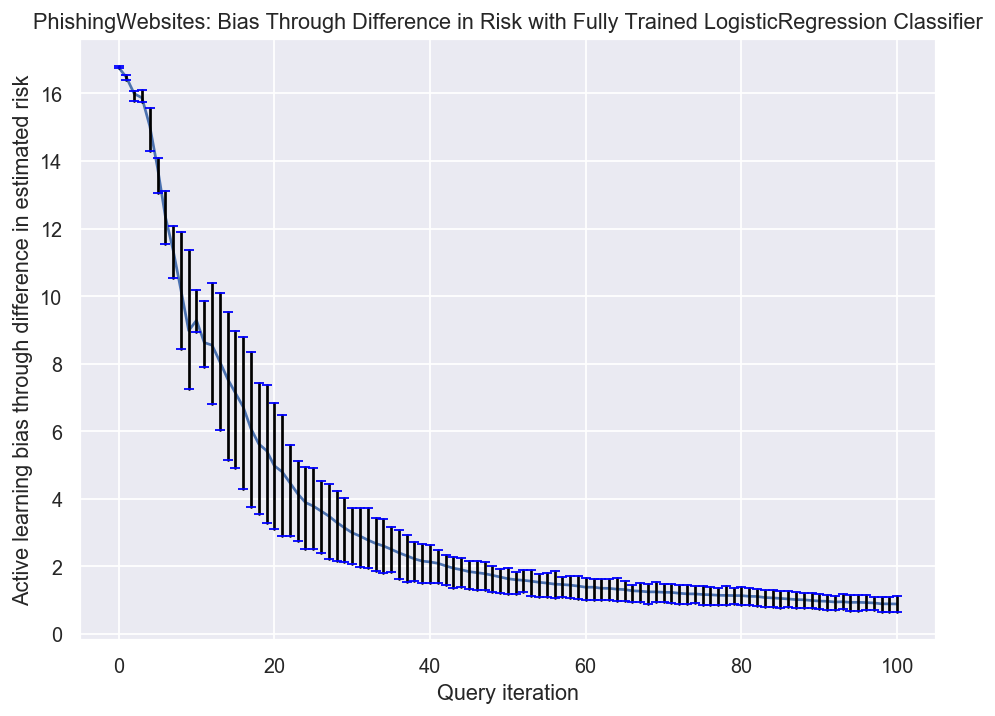 PhishingWebsites: Bias Through Difference in Risk with Fully Trained LogisticRegression Classifier
Active learning bias through difference in estimated risk
16
14
12
10
8
6
4
2
0
0 20 40 60 80 100
Query iteration